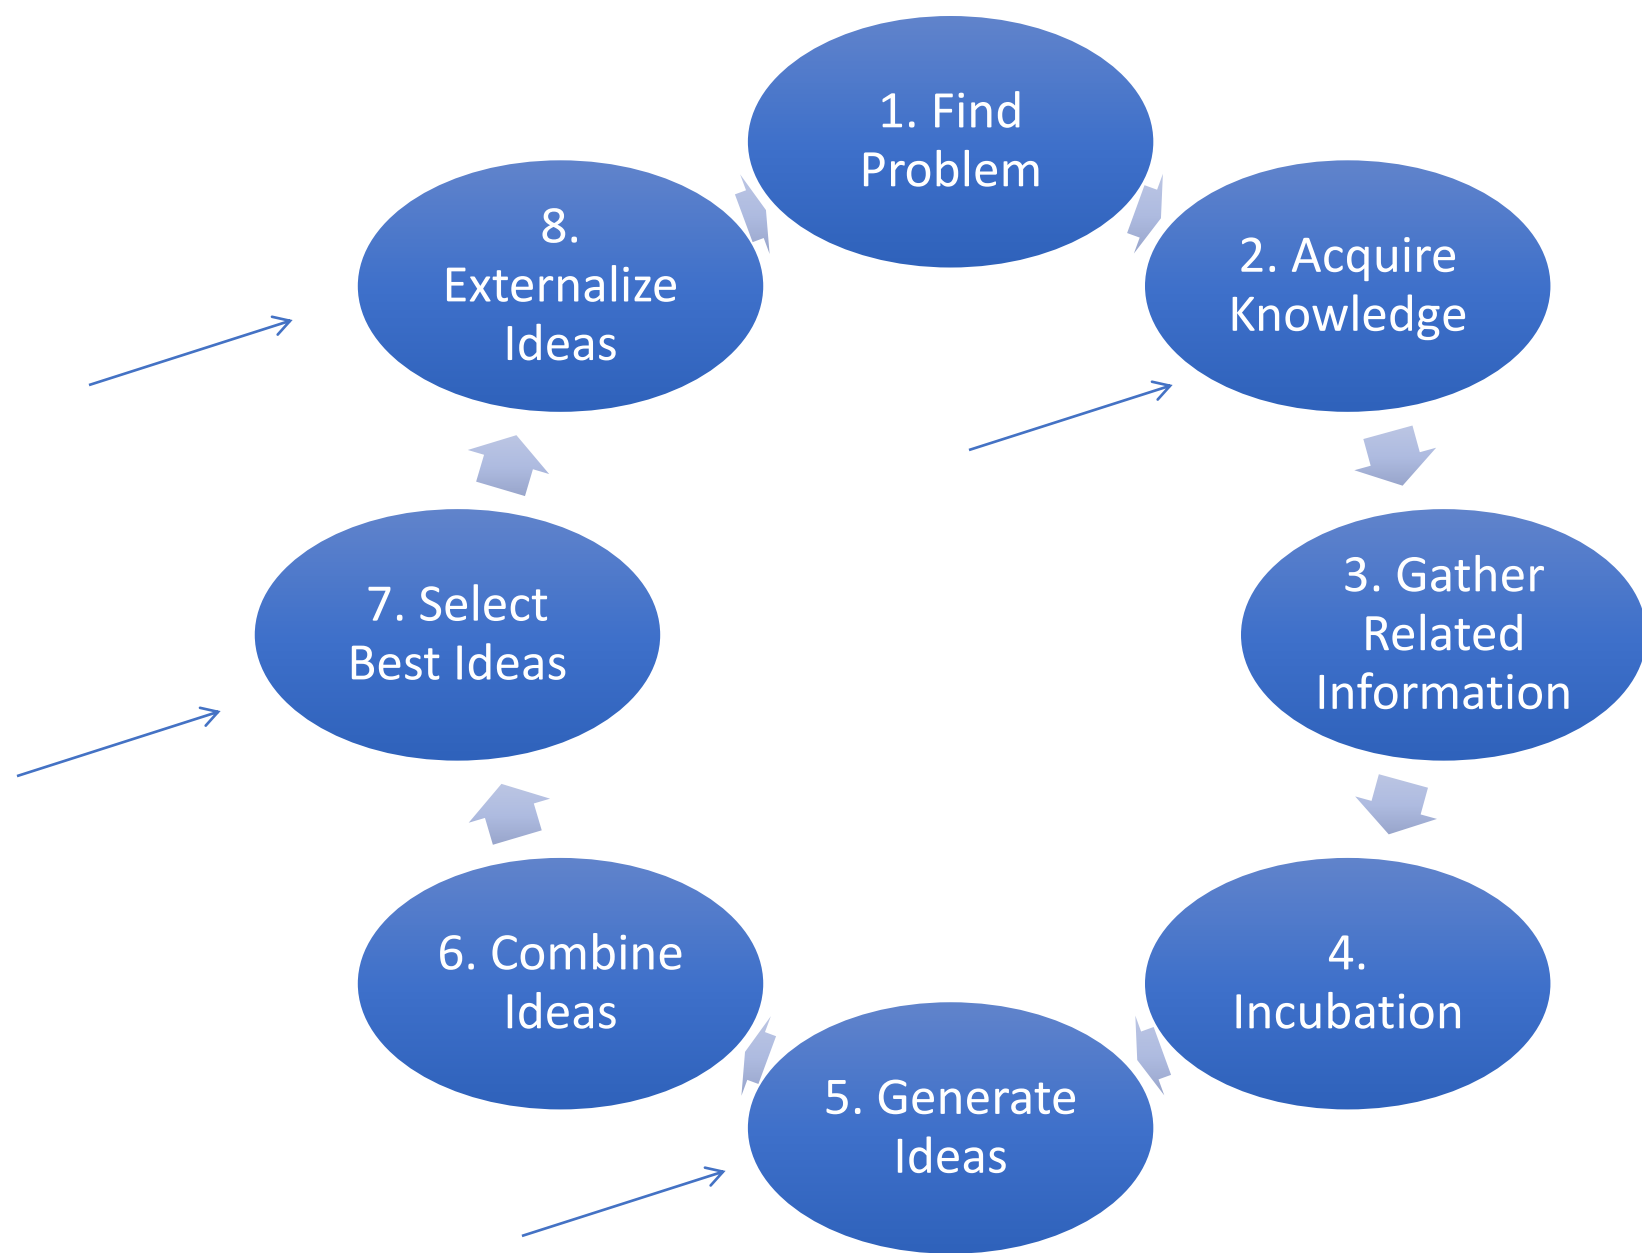 1. Find
Problem
2. Acquire
Knowledge
3. Gather
Related
Information
4.
Incubation
5. Generate
Ideas
6. Combine
Ideas
7. Select
Best Ideas
8.
Externalize
Ideas